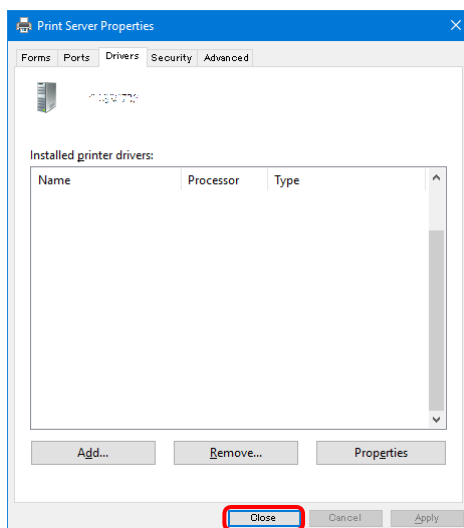 Print Server Properties
Forms Ports Drivers Security Advanced
Installed printer drivers:
Name Processor Type
Add... Remove... Properties
Close Cancel Apply